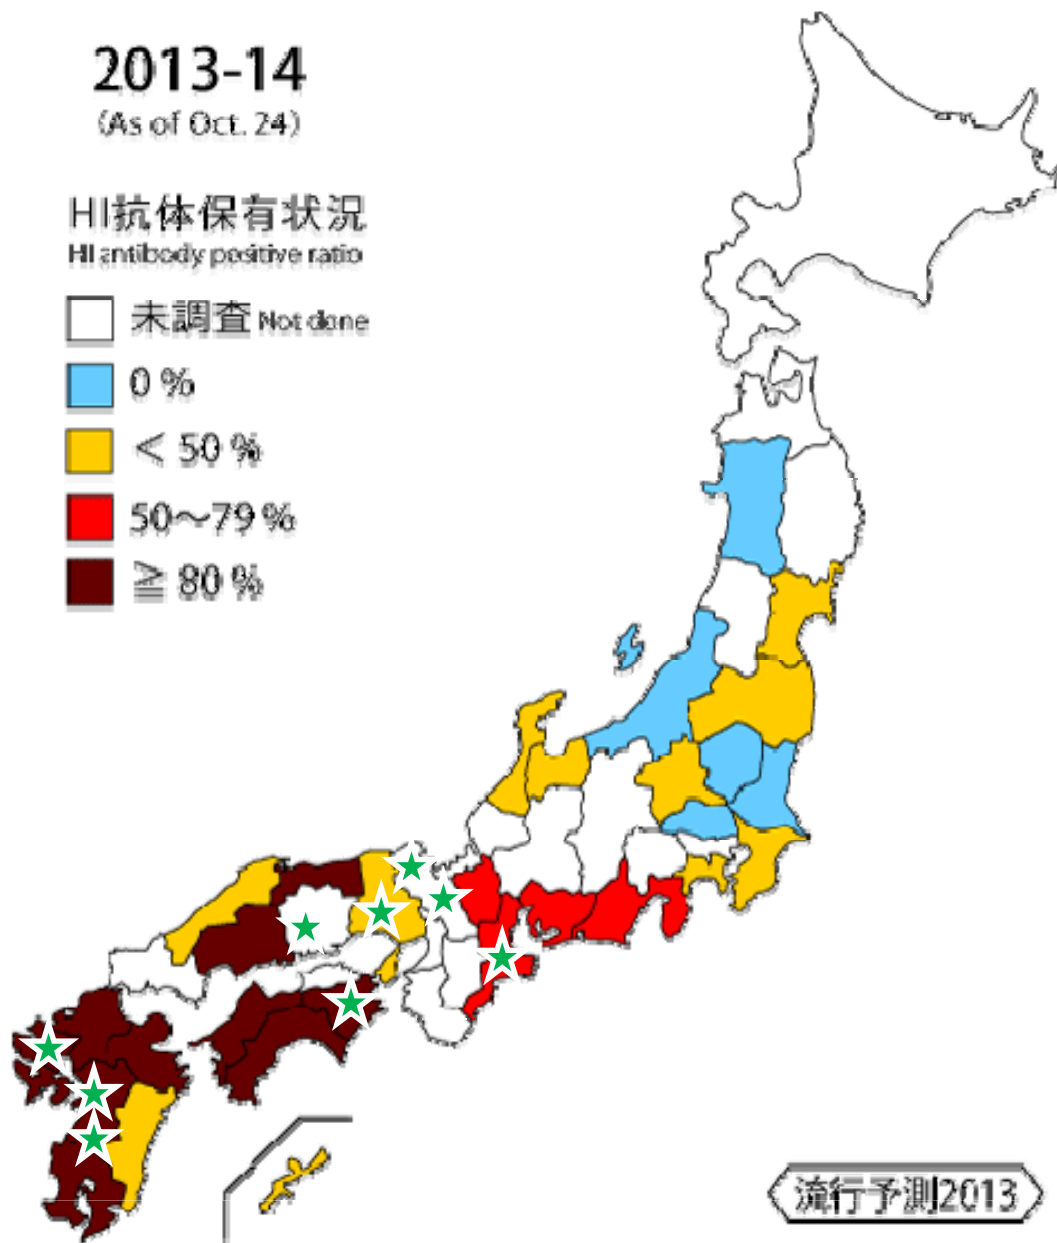 2013-14
(As of Oct. 24)
HI抗体保有状況
HI antibody positive ratio
未調査 Not done
0 %
< 50 %
50～79 %
≧ 80 %
流行予測2013